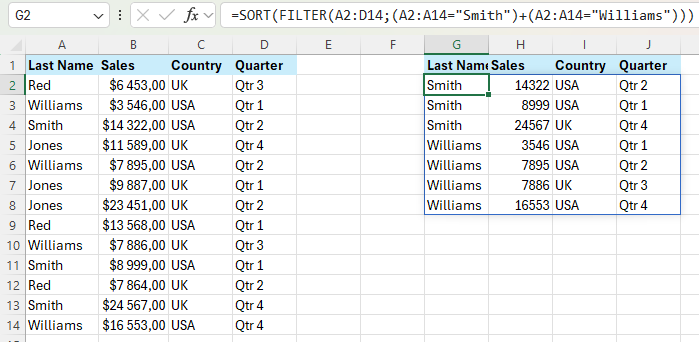 G2 fx =SORT(FILTER(A2:D14;(A2:A14="Smith")+(A2:A14="Williams")))
A B C D E F G H I J
1 Last Name Sales Country Quarter Last Name Sales Country Quarter
2 Red $6 453,00 UK Qtr 3 Smith 14322 USA Qtr 2
3 Williams $3 546,00 USA Qtr 1 Smith 8999 USA Qtr 1
4 Smith $14 322,00 USA Qtr 2 Smith 24567 UK Qtr 4
5 Jones $11 589,00 UK Qtr 4 Williams 3546 USA Qtr 1
6 Williams $7 895,00 USA Qtr 2 Williams 7895 USA Qtr 2
7 Jones $9 887,00 UK Qtr 1 Williams 7886 UK Qtr 3
8 Jones $23 451,00 UK Qtr 2 Williams 16553 USA Qtr 4
9 Red $13 568,00 USA Qtr 1
10 Williams $7 886,00 UK Qtr 3
11 Smith $8 999,00 USA Qtr 1
12 Red $7 864,00 UK Qtr 2
13 Smith $24 567,00 UK Qtr 4
14 Williams $16 553,00 USA Qtr 4